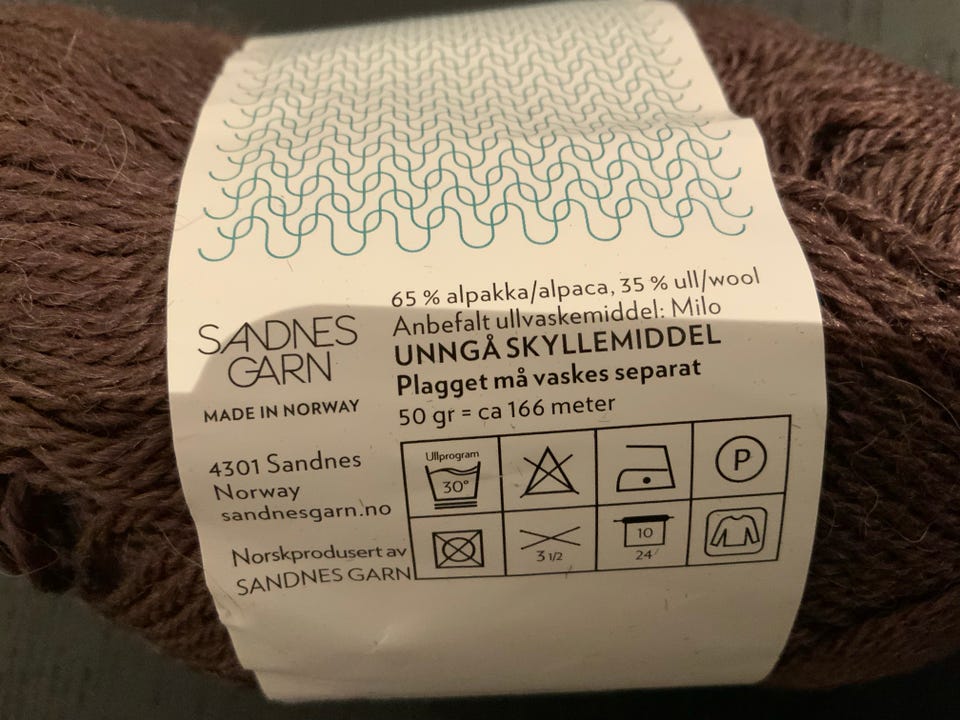 65 % alpakka/alpaca, 35 % ull/wool
Anbefalt ullvaskemiddel: Milo
UNNGÅ SKYLLEMIDDEL
Plagget må vaskes separat
50 gr = ca 166 meter
SANDNES
GARN
MADE IN NORWAY
4301 Sandnes
Norway
sandnesgarn.no
Norskprodusert av
SANDNES GARN
Ullprogram
30°
P
3 1/2
10
24